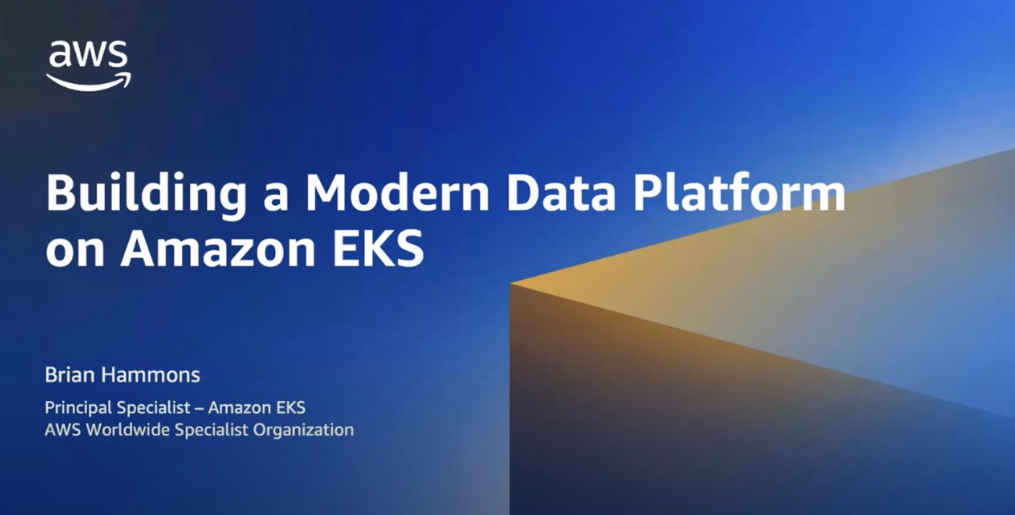 aws
Building a Modern Data Platform
on Amazon EKS
Brian Hammons
Principal Specialist – Amazon EKS
AWS Worldwide Specialist Organization